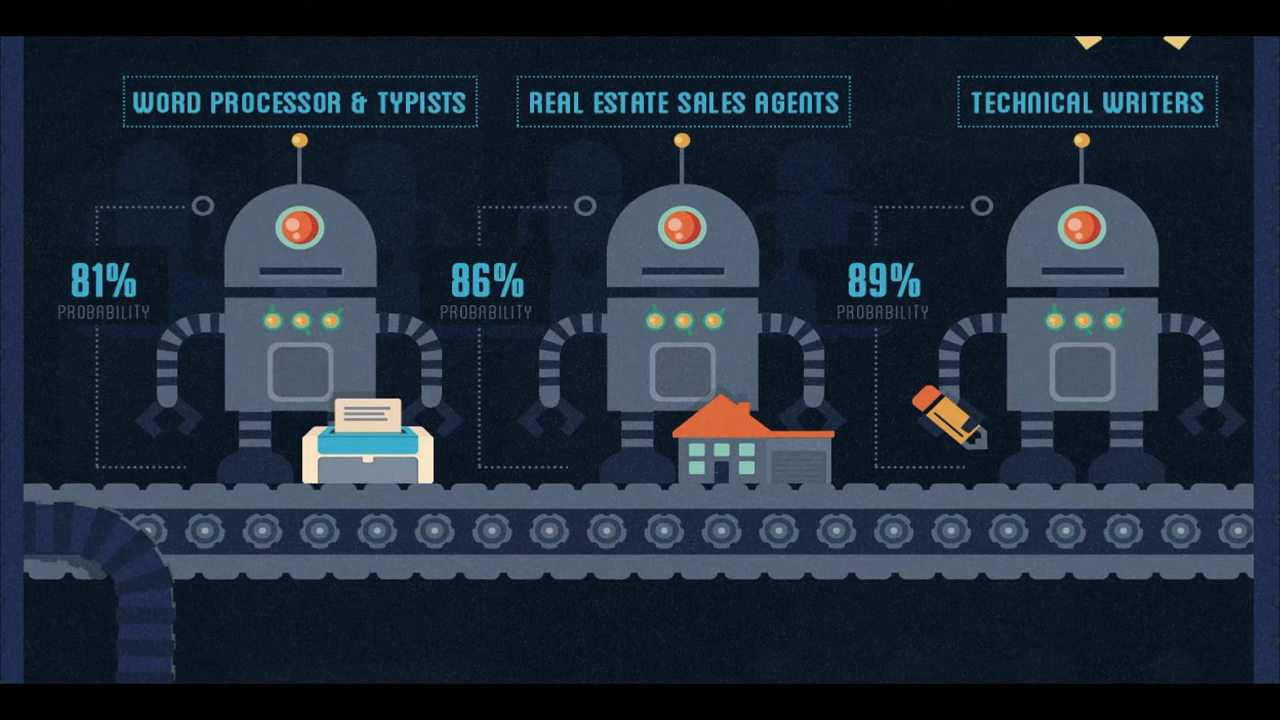 WORD PROCESSOR & TYPISTS
REAL ESTATE SALES AGENTS
TECHNICAL WRITERS
81%
PROBABILITY
86%
PROBABILITY
89%
PROBABILITY